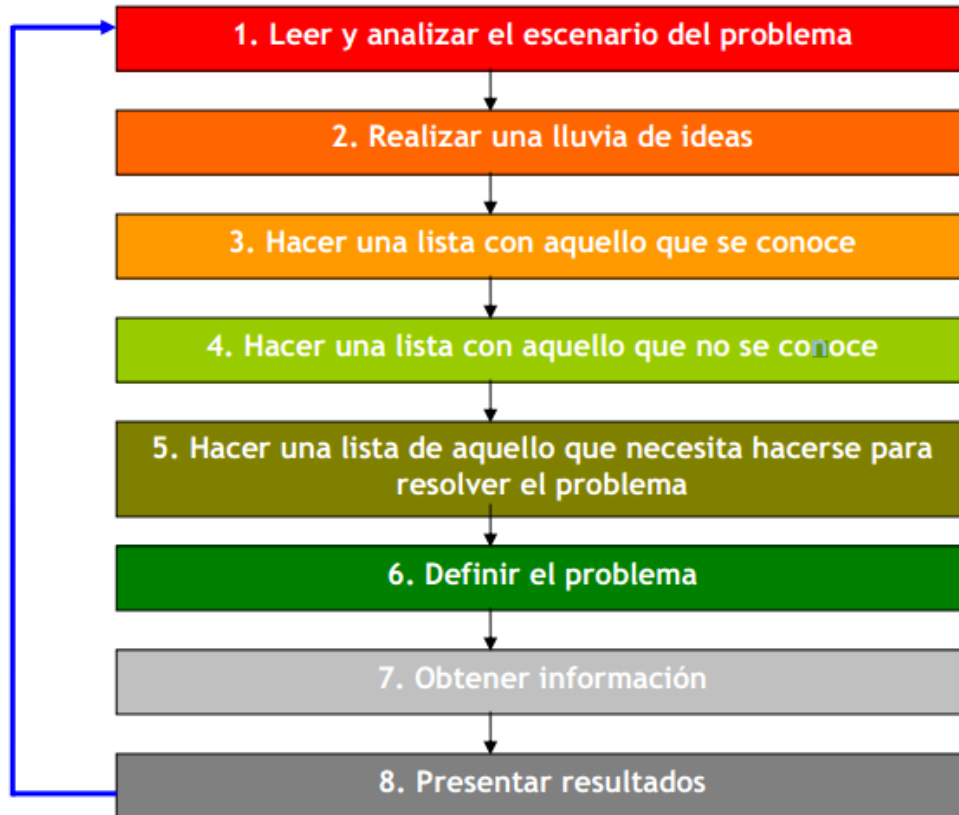 1. Leer y analizar el escenario del problema
2. Realizar una lluvia de ideas
3. Hacer una lista con aquello que se conoce
4. Hacer una lista con aquello que no se conoce
5. Hacer una lista de aquello que necesita hacerse para
resolver el problema
6. Definir el problema
7. Obtener información
8. Presentar resultados